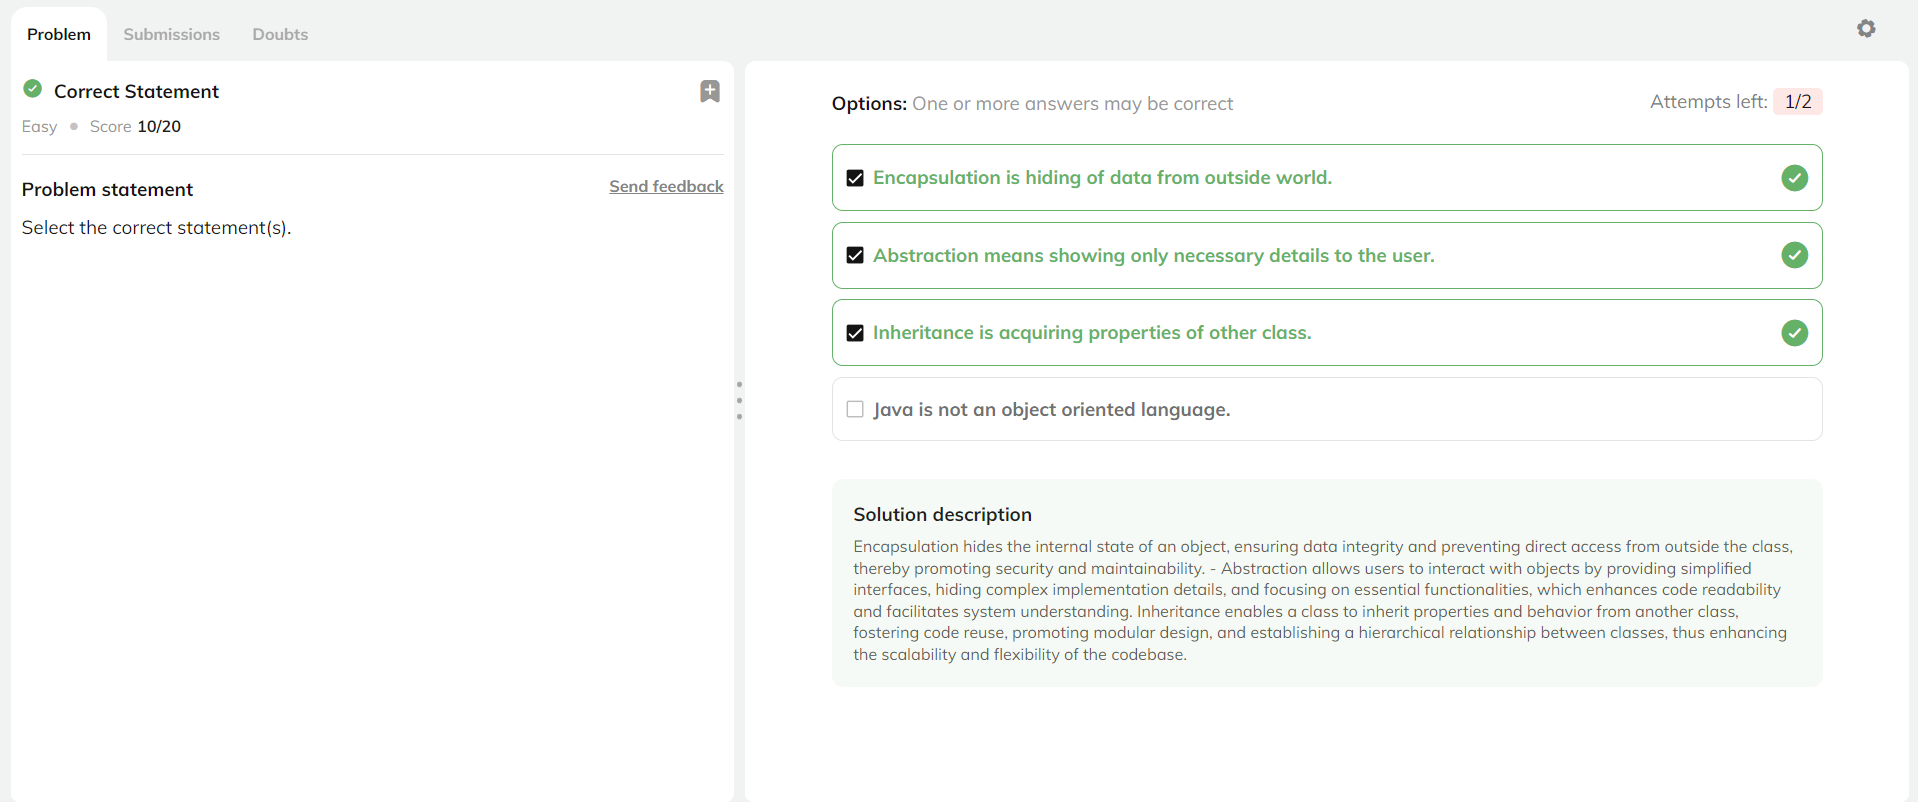 Problem Submissions Doubts
Correct Statement
Easy Score 10/20
Problem statement Send feedback
Select the correct statement(s).
Options: One or more answers may be correct Attempts left: 1/2
Encapsulation is hiding of data from outside world.
Abstraction means showing only necessary details to the user.
Inheritance is acquiring properties of other class.
Java is not an object oriented language.
Solution description
Encapsulation hides the internal state of an object, ensuring data integrity and preventing direct access from outside the class,
thereby promoting security and maintainability. - Abstraction allows users to interact with objects by providing simplified
interfaces, hiding complex implementation details, and focusing on essential functionalities, which enhances code readability
and facilitates system understanding. Inheritance enables a class to inherit properties and behavior from another class,
fostering code reuse, promoting modular design, and establishing a hierarchical relationship between classes, thus enhancing
the scalability and flexibility of the codebase.